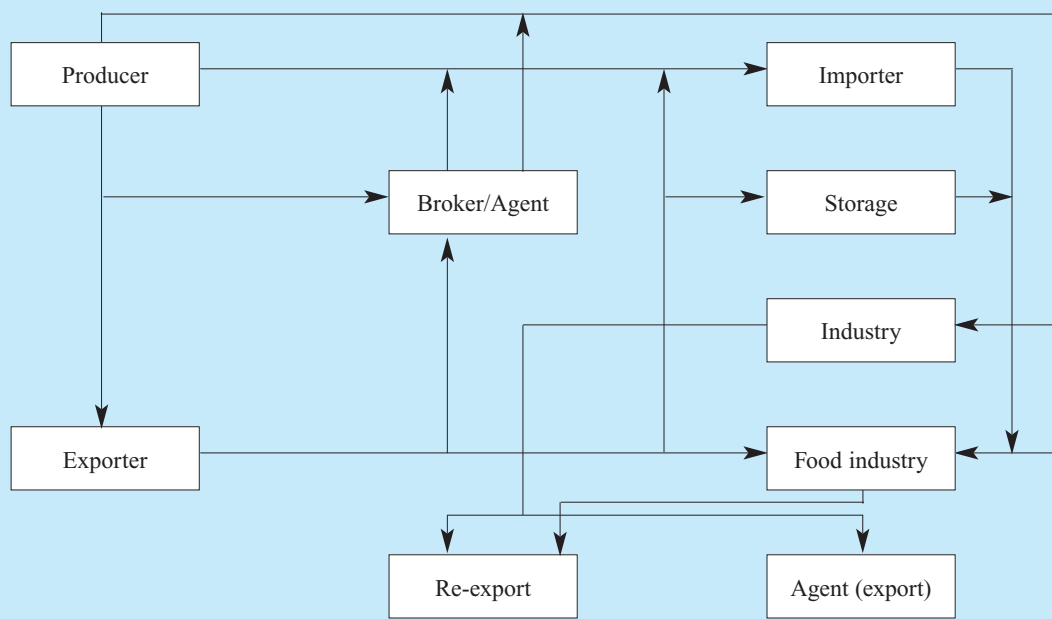 Producer
Importer
Broker/Agent
Storage
Industry
Exporter
Food industry
Re-export
Agent (export)